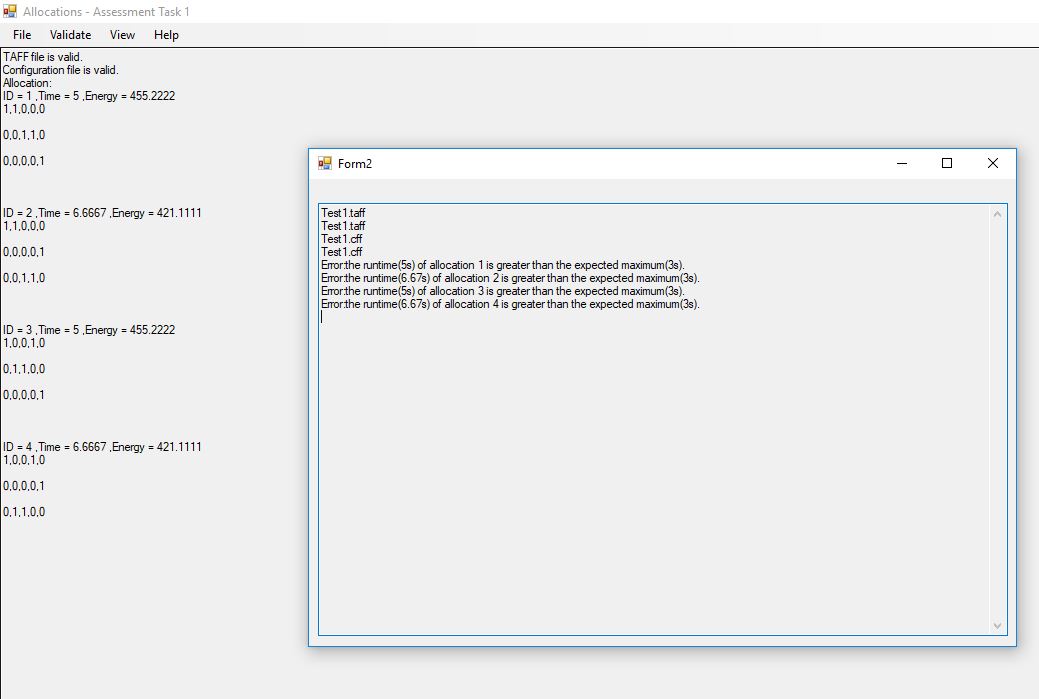 Allocations - Assessment Task 1
File Validate View Help
TAFF file is valid.
Configuration file is valid.
Allocation:
ID = 1 ,Time = 5 ,Energy = 455.2222
1,1,0,0,0
0,0,1,1,0
0,0,0,0,1
ID = 2 ,Time = 6.6667 ,Energy = 421.1111
1,1,0,0,0
0,0,0,0,1
0,0,1,1,0
ID = 3 ,Time = 5 ,Energy = 455.2222
1,0,0,1,0
0,1,1,0,0
0,0,0,0,1
ID = 4 ,Time = 6.6667 ,Energy = 421.1111
1,0,0,1,0
0,0,0,0,1
0,1,1,0,0
Form2
Test1.taff
Test1.taff
Test1.cff
Test1.cff
Error:the runtime(5s) of allocation 1 is greater than the expected maximum(3s).
Error:the runtime(6.67s) of allocation 2 is greater than the expected maximum(3s).
Error:the runtime(5s) of allocation 3 is greater than the expected maximum(3s).
Error:the runtime(6.67s) of allocation 4 is greater than the expected maximum(3s).